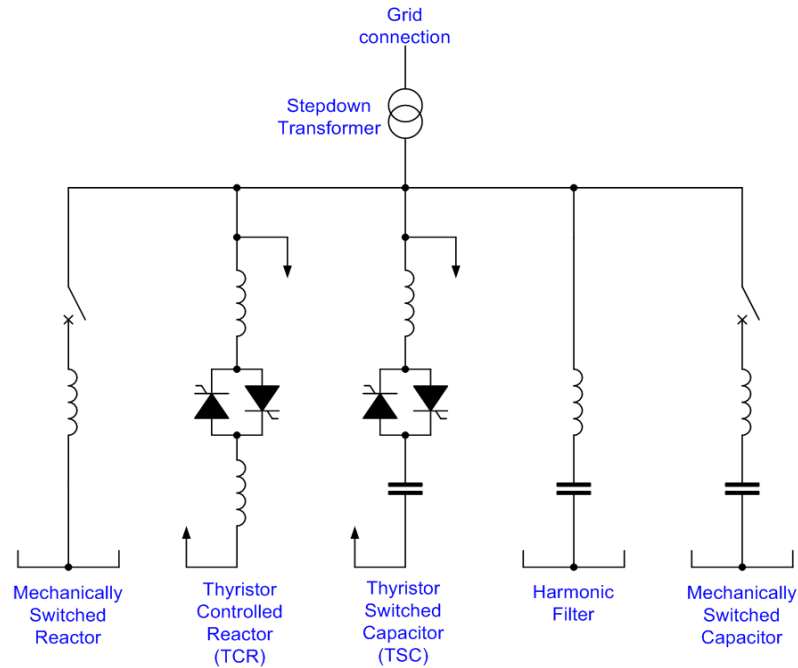 Grid
connection
Stepdown
Transformer
Mechanically
Switched
Reactor
Thyristor
Controlled
Reactor
(TCR)
Thyristor
Switched
Capacitor
(TSC)
Harmonic
Filter
Mechanically
Switched
Capacitor